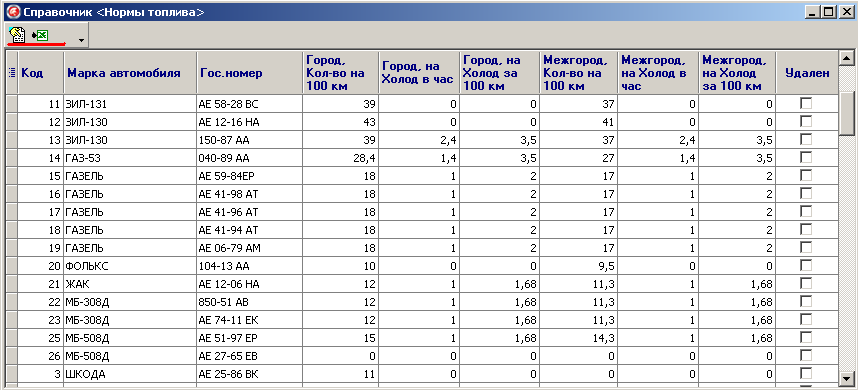 Справочник <Нормы топлива>
Код Марка автомобиля Гос.номер Город, Кол-во на 100 км Город, на Холод в час Город, на Холод за 100 км Межгород, Кол-во на 100 км Межгород, на Холод в час Межгород, на Холод за 100 км Удален
11 ЗИЛ-131 АЕ 58-28 ВС 39 0 0 37 0 0
12 ЗИЛ-130 АЕ 12-16 НА 43 0 0 41 0 0
13 ЗИЛ-130 150-87 АА 39 2,4 3,5 37 2,4 3,5
14 ГАЗ-53 040-89 АА 28,4 1,4 3,5 27 1,4 3,5
15 ГАЗЕЛЬ АЕ 59-84ЕР 18 1 2 17 1 2
16 ГАЗЕЛЬ АЕ 41-98 АТ 18 1 2 17 1 2
17 ГАЗЕЛЬ АЕ 41-96 АТ 18 1 2 17 1 2
18 ГАЗЕЛЬ АЕ 41-94 АТ 18 1 2 17 1 2
19 ГАЗЕЛЬ АЕ 06-79 АМ 18 1 2 17 1 2
20 ФОЛЬКС 104-13 АА 10 0 0 9,5 0 0
21 ЖАК АЕ 12-06 НА 12 1 1,68 11,3 1 1,68
22 МБ-308Д 850-51 АВ 12 1 1,68 11,3 1 1,68
23 МБ-308Д АЕ 74-11 ЕК 12 1 1,68 11,3 1 1,68
25 МБ-508Д АЕ 51-97 ЕР 15 1 1,68 14,3 1 1,68
26 МБ-508Д АЕ 27-65 ЕВ 0 0 0 0 0 0
3 ШКОДА АЕ 25-86 ВК 11 0 0 0 0 0